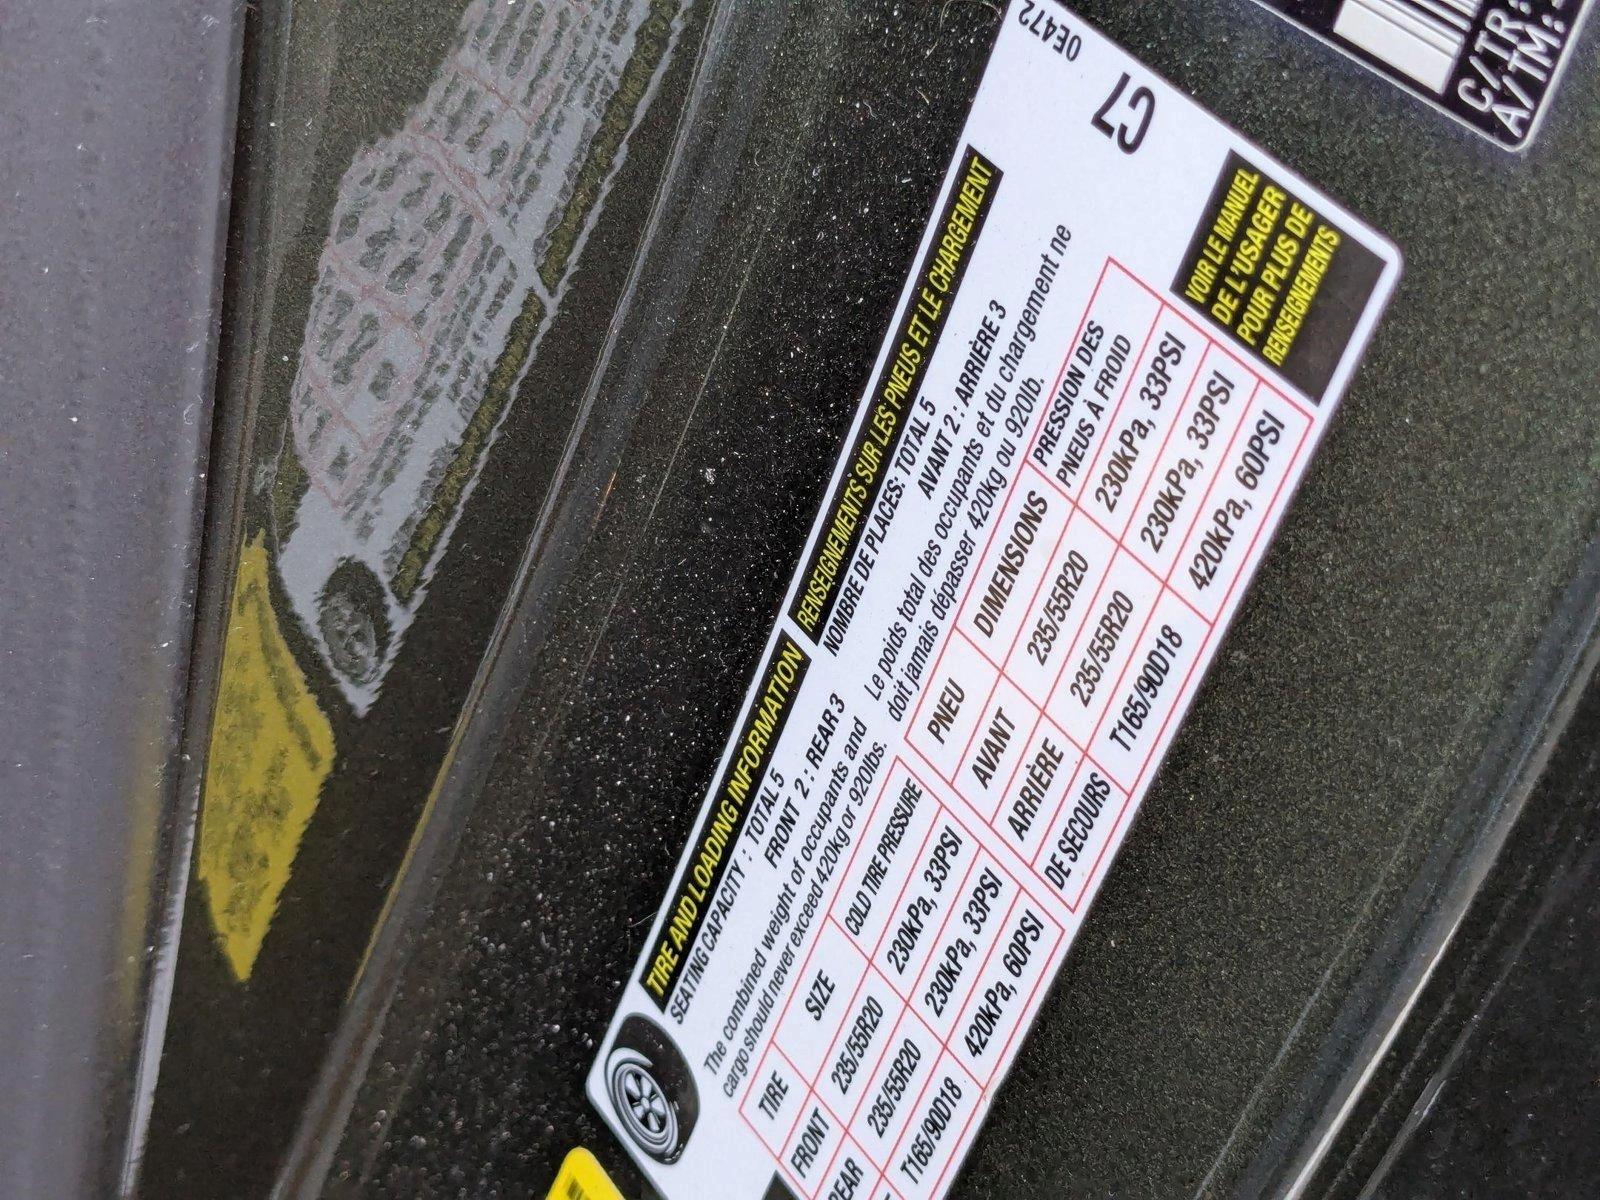 0E472
C7
TIRE AND LOADING INFORMATION
SEATING CAPACITY : TOTAL 5
FRONT 2 : REAR 3
The combined weight of occupants and
cargo should never exceed 420kg or 920lbs.
TIRE SIZE COLD TIRE PRESSURE
FRONT 235/55R20 230kPa, 33PSI
REAR 235/55R20 230kPa, 33PSI
T165/90D18 420kPa, 60PSI
RENSEIGNEMENTS SUR LES PNEUS ET LE CHARGEMENT
NOMBRE DE PLACES: TOTAL 5
AVANT 2 : ARRIÈRE 3
Le poids total des occupants et du chargement ne
doit jamais dépasser 420kg ou 920lb.
PNEU DIMENSIONS PRESSION DES
PNEUS À FROID
AVANT 235/55R20 230kPa, 33PSI
ARRIÈRE 235/55R20 230kPa, 33PSI
DE SECOURS T165/90D18 420kPa, 60PSI
VOIR LE MANUEL
DE L'USAGER
POUR PLUS DE
RENSEIGNEMENTS
C/TR:
A/TM: